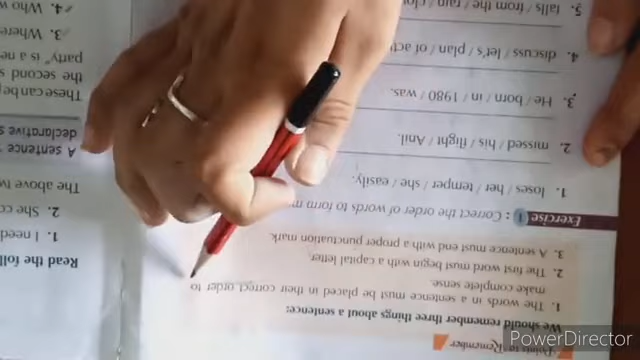 Points to Remember
We should remember three things about a sentence:
1. The words in a sentence must be placed in their correct order to
make complete sense.
2. The first word must begin with a capital letter.
3. A sentence must end with a proper punctuation mark.
Exercise 1 : Correct the order of words to form m
1. loses / her / temper / she / easily.
2. missed / his / flight / Anil.
3. He / born / in / 1980 / was.
4. discuss / let's / plan / of
5. falls / from the / rain /
Read the foll
1. I need
2. She
The above
A sentence
declarative
These can be
the second
party" is a
3. Where
4. Who
PowerDirector